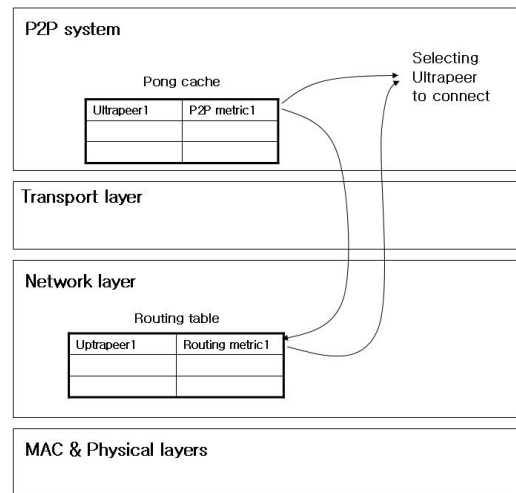 P2P system
Selecting
Ultrapeer
to connect
Pong cache
Ultrapeer1 P2P metric1
Transport layer
Network layer
Routing table
Uptrapeer1 Routing metric1
MAC & Physical layers